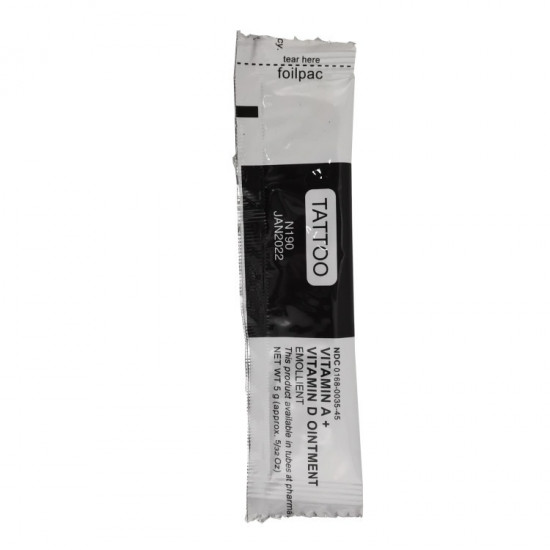 cy.
tear here
foilpac
TATTOO
N190
JAN2022
NDC 0168-0035-45
VITAMIN A +
VITAMIN D OINTMENT
EMOLLIENT
This product available in tubes at pharma
NET WT. 5 g (approx. 5/32 Oz)